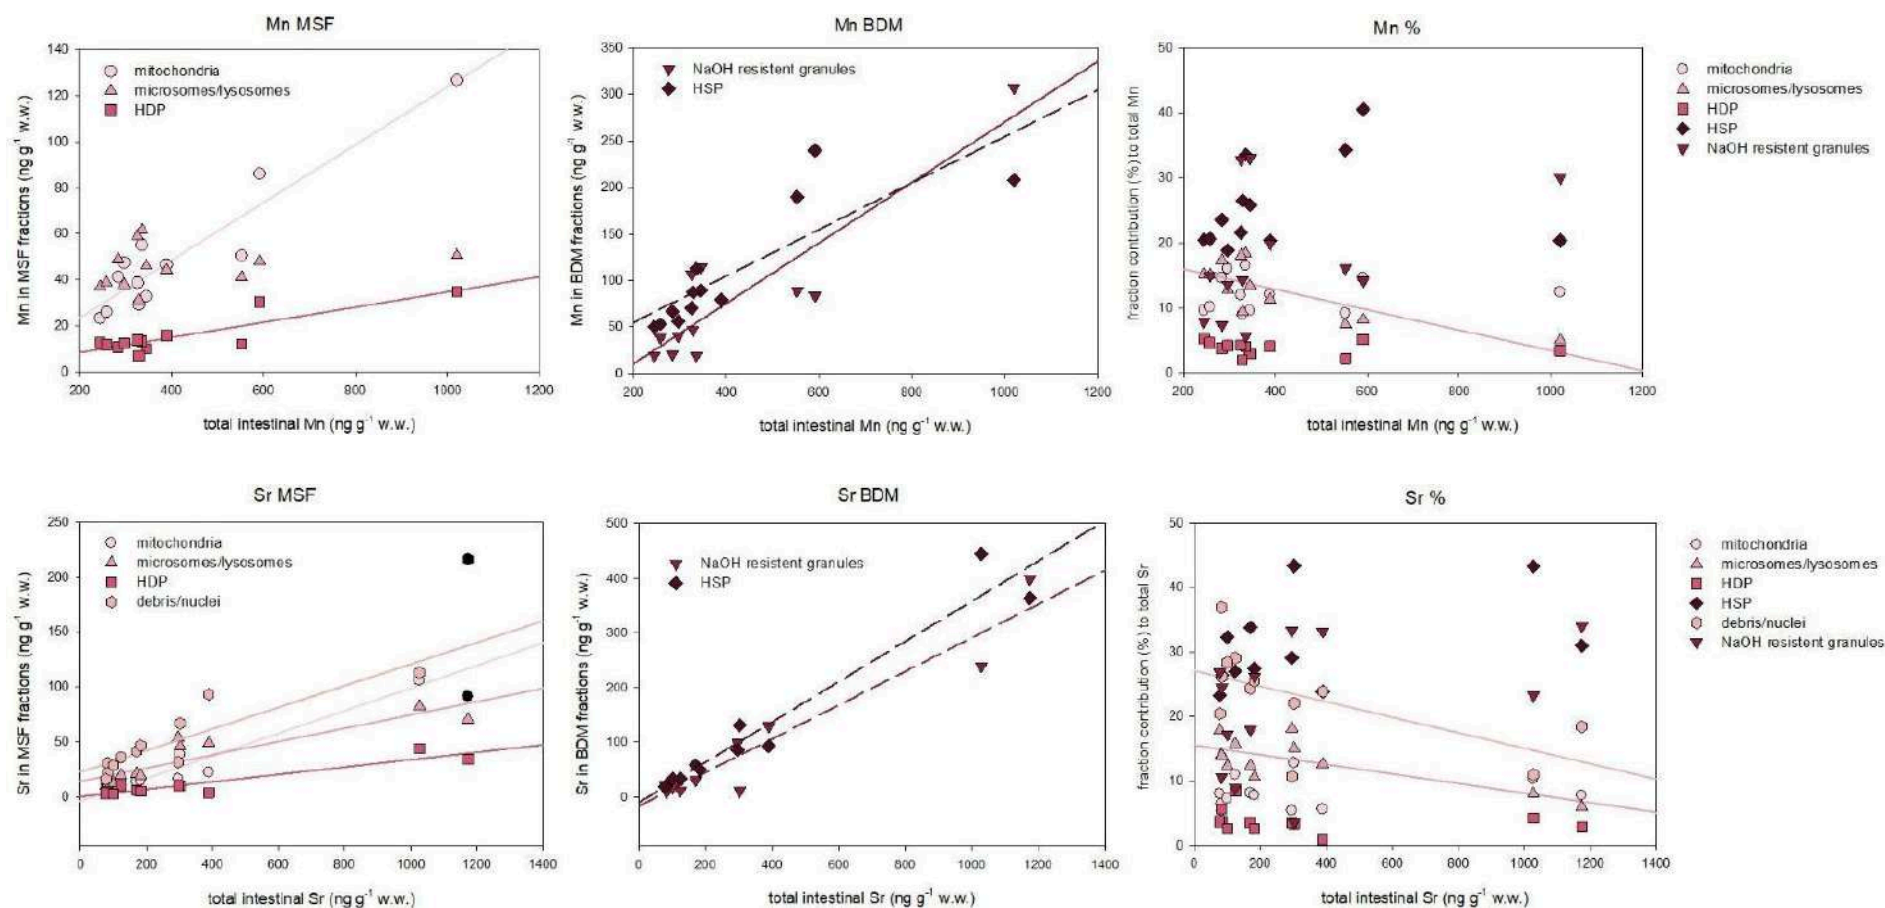 Mn MSF
140
120
100
80
60
40
20
0
Mn in MSF fractions (ng g⁻¹ w.w.)
mitochondria
microsomes/lysosomes
HDP
200 400 600 800 1000 1200
total intestinal Mn (ng g⁻¹ w.w.)
Mn BDM
350
300
250
200
150
100
50
0
Mn in BDM fractions (ng g⁻¹ w.w.)
NaOH resistent granules
HSP
200 400 600 800 1000 1200
total intestinal Mn (ng g⁻¹ w.w.)
Mn %
50
40
30
20
10
0
fraction contribution (%) to total Mn
200 400 600 800 1000 1200
total intestinal Mn (ng g⁻¹ w.w.)
mitochondria
microsomes/lysosomes
HDP
HSP
NaOH resistent granules
Sr MSF
250
200
150
100
50
0
Sr in MSF fractions (ng g⁻¹ w.w.)
mitochondria
microsomes/lysosomes
HDP
debris/nuclei
0 200 400 600 800 1000 1200 1400
total intestinal Sr (ng g⁻¹ w.w.)
Sr BDM
500
400
300
200
100
0
Sr in BDM fractions (ng g⁻¹ w.w.)
NaOH resistent granules
HSP
0 200 400 600 800 1000 1200 1400
total intestinal Sr (ng g⁻¹ w.w.)
Sr %
50
40
30
20
10
0
fraction contribution (%) to total Sr
0 200 400 600 800 1000 1200 1400
total intestinal Sr (ng g⁻¹ w.w.)
mitochondria
microsomes/lysosomes
HDP
HSP
debris/nuclei
NaOH resistent granules